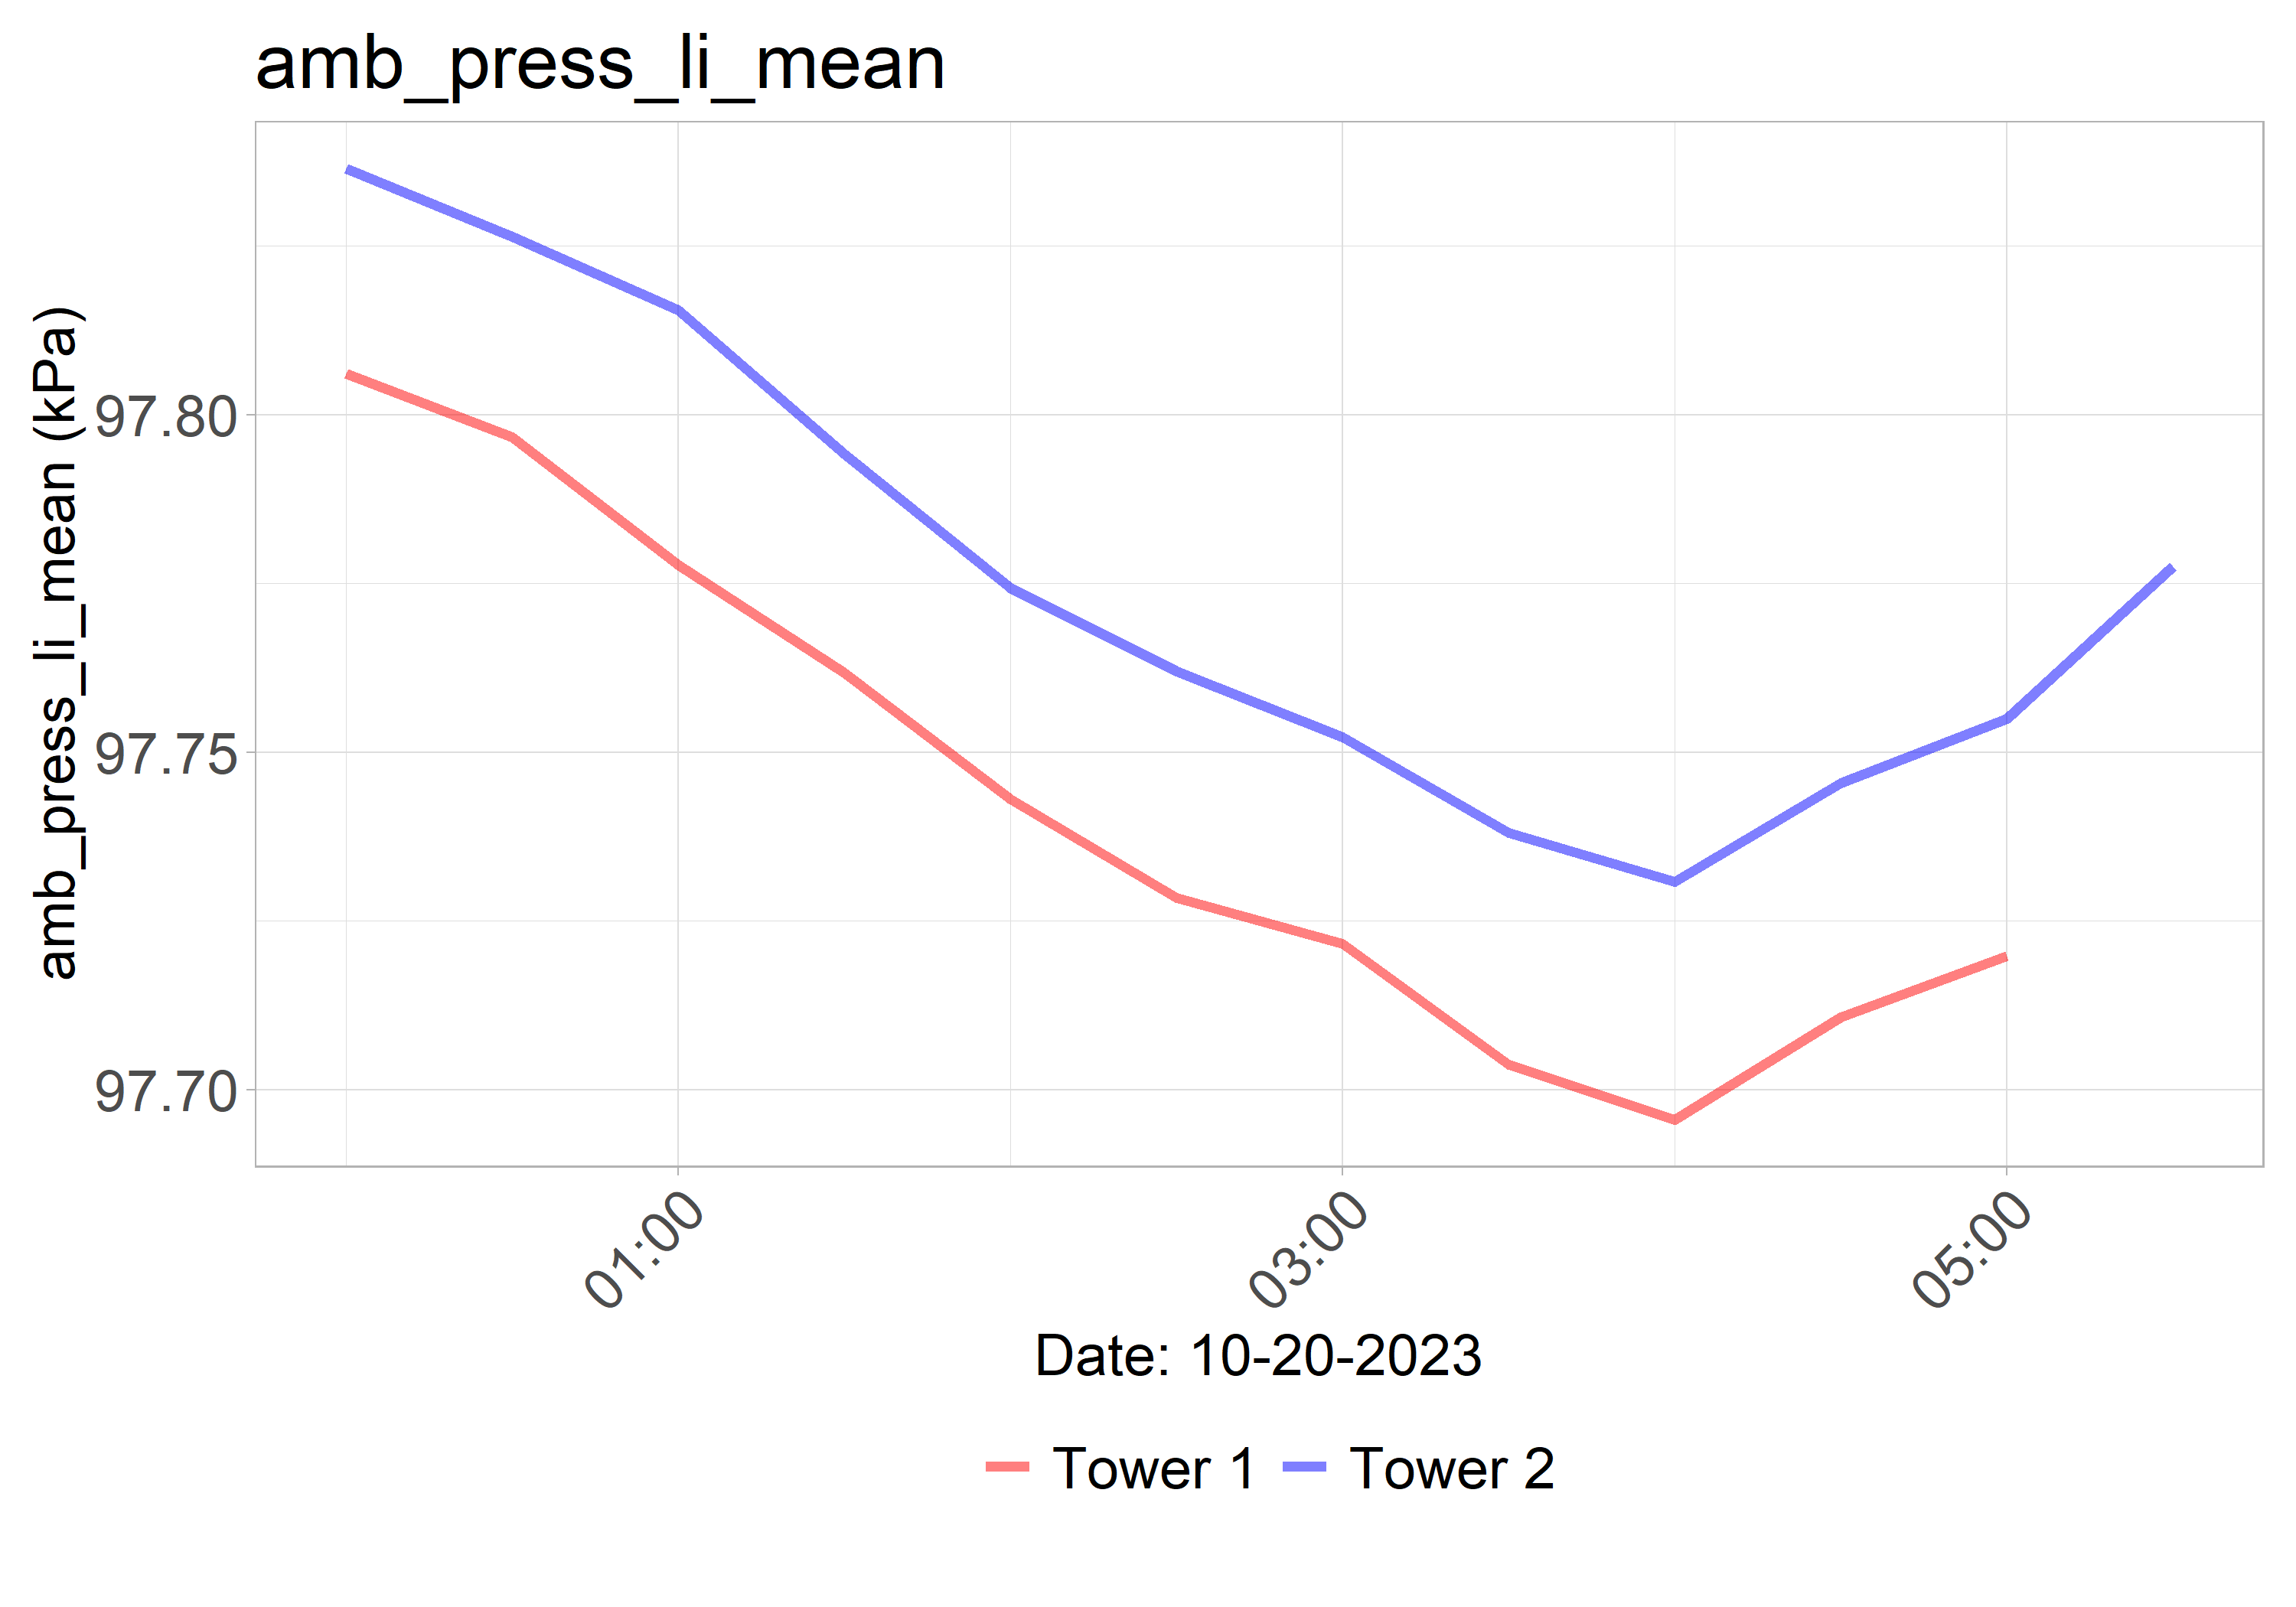 amb_press_li_mean
amb_press_li_mean (kPa)
97.80
97.75
97.70
01:00
03:00
05:00
Date: 10-20-2023
Tower 1
Tower 2